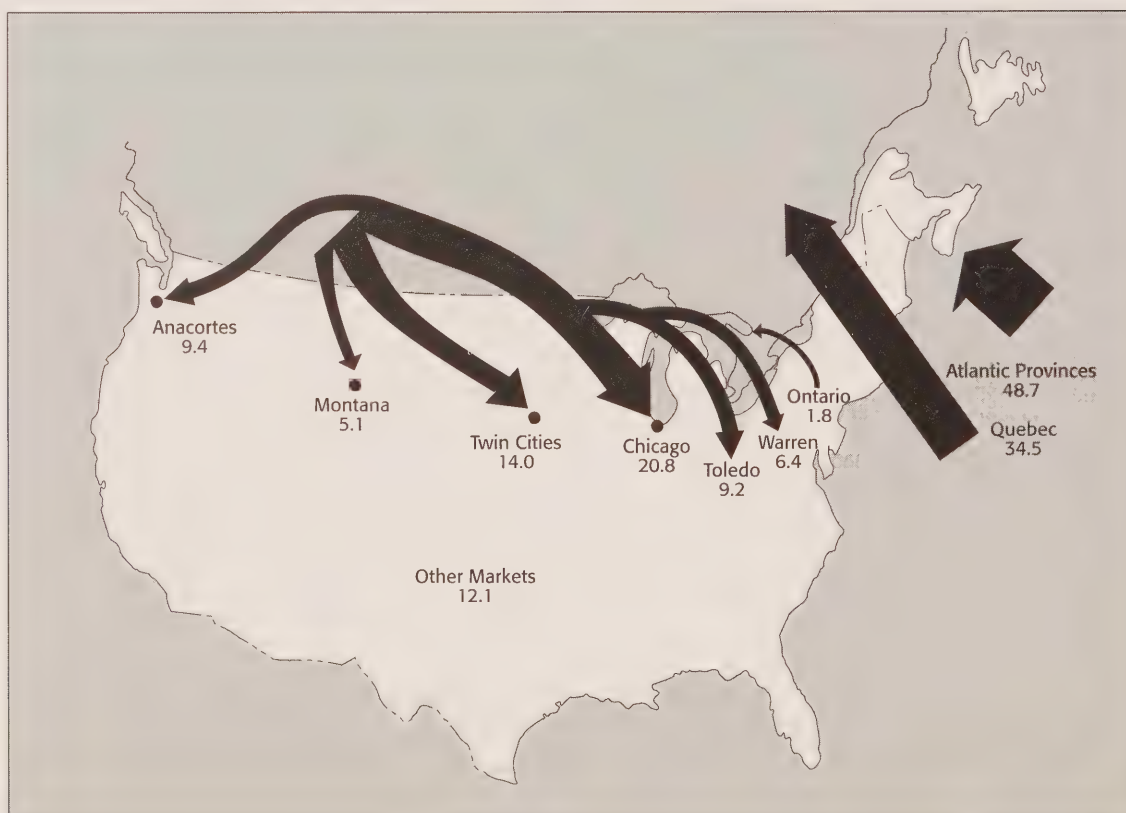 Anacortes
9.4
Montana
5.1
Twin Cities
14.0
Chicago
20.8
Toledo
9.2
Warren
6.4
Ontario
1.8
Atlantic Provinces
48.7
Quebec
34.5
Other Markets
12.1